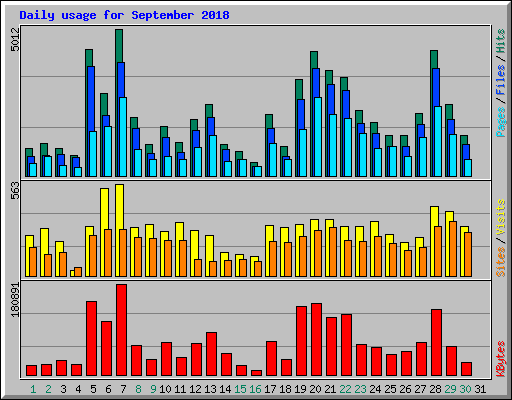 Daily usage for September 2018
5012
Pages / Files / Hits
563
Sites / Visits
180891
KBytes
1 2 3 4 5 6 7 8 9 10 11 12 13 14 15 16 17 18 19 20 21 22 23 24 25 26 27 28 29 30 31